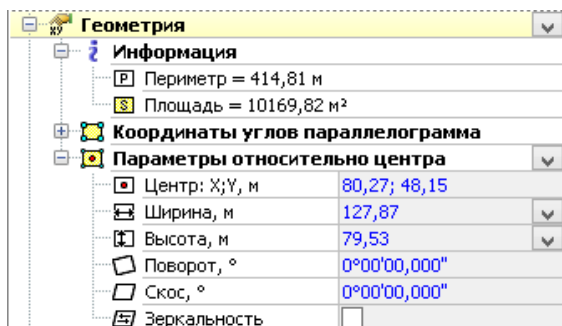 Геометрия
Информация
P Периметр = 414,81 м
S Площадь = 10169,82 м²
Координаты углов параллелограмма
Параметры относительно центра
Центр: X;Y, м 80,27; 48,15
Ширина, м 127,87
Высота, м 79,53
Поворот, ° 0°00'00,000"
Скос, ° 0°00'00,000"
Зеркальность